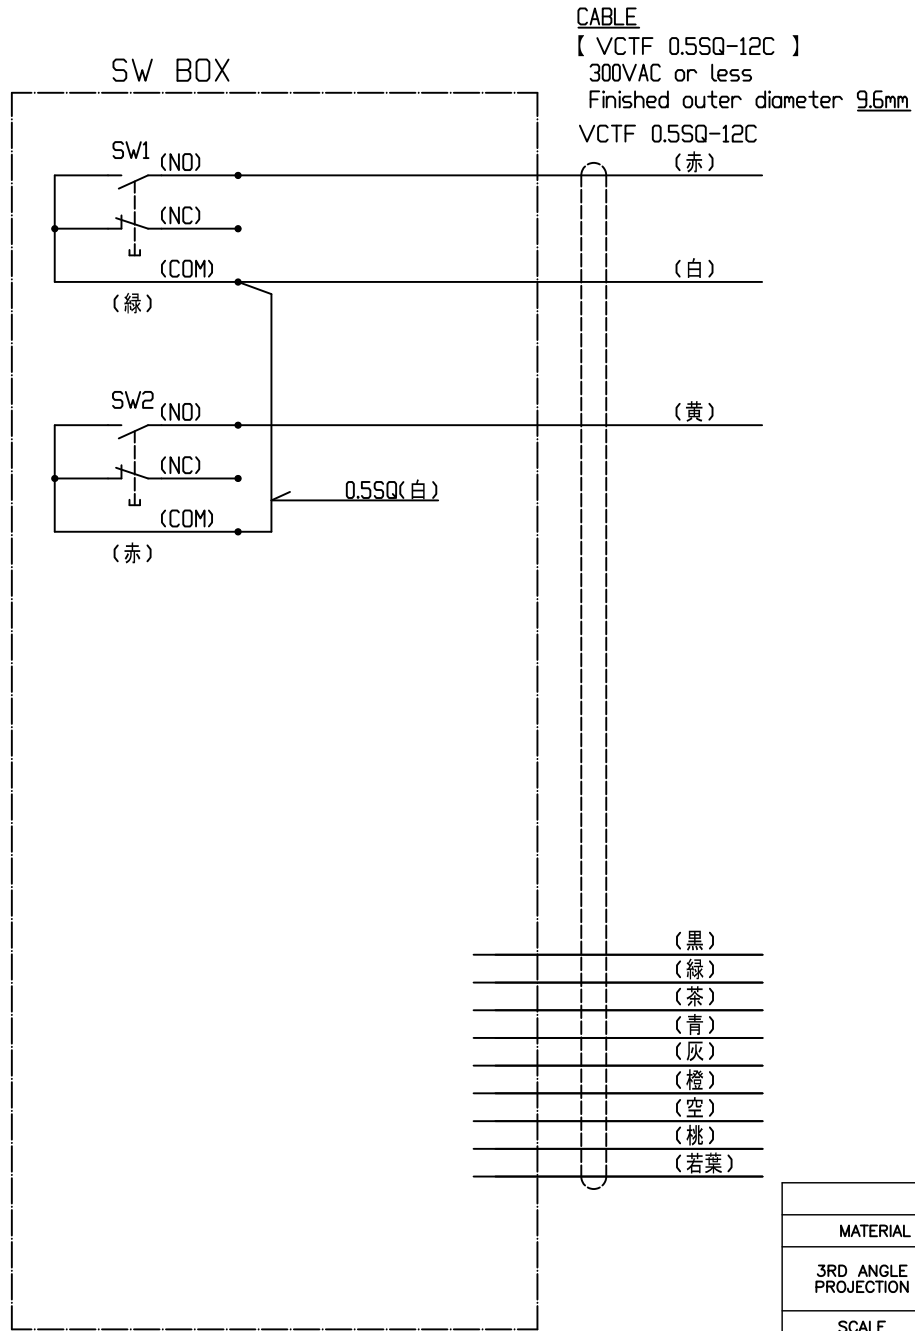 CABLE
【 VCTF 0.5SQ-12C 】
300VAC or less
Finished outer diameter 9.6mm
SW BOX
VCTF 0.5SQ-12C
SW1
(NO)
(赤)
(NC)
(COM)
(白)
(緑)
SW2
(NO)
(黄)
(NC)
0.5SQ(白)
(COM)
(赤)
(黒)
(緑)
(茶)
(青)
(灰)
(橙)
(空)
(桃)
(若葉)
MATERIAL
3RD ANGLE
PROJECTION
SCALE